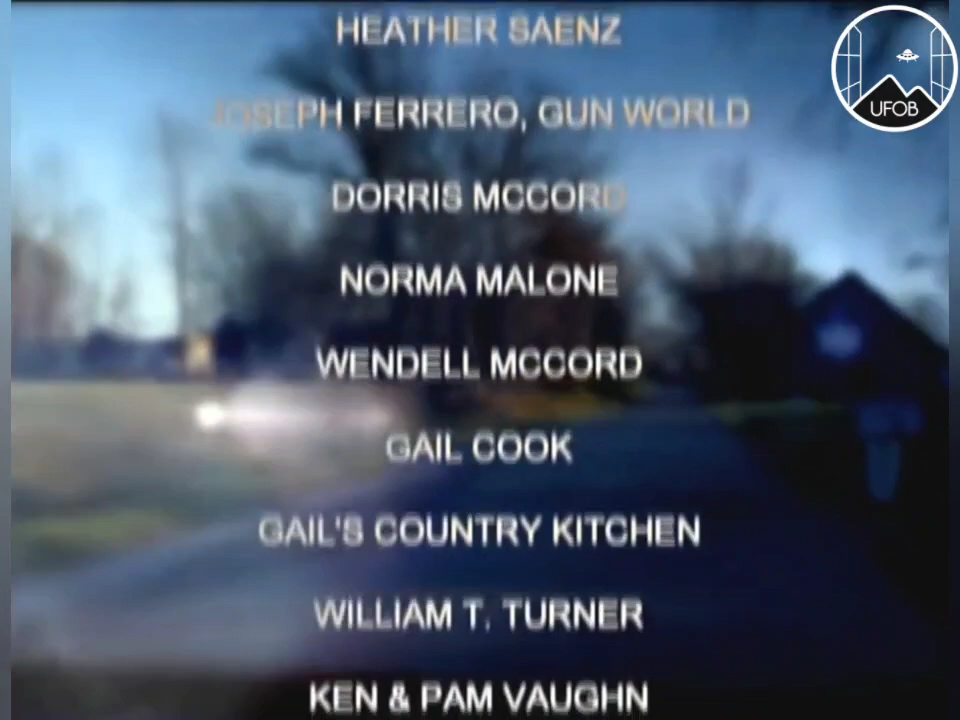 HEATHER SAENZ
UFOB
JOSEPH FERRERO, GUN WORLD
DORRIS MCCORD
NORMA MALONE
WENDELL MCCORD
GAIL COOK
GAIL'S COUNTRY KITCHEN
WILLIAM T. TURNER
KEN & PAM VAUGHN